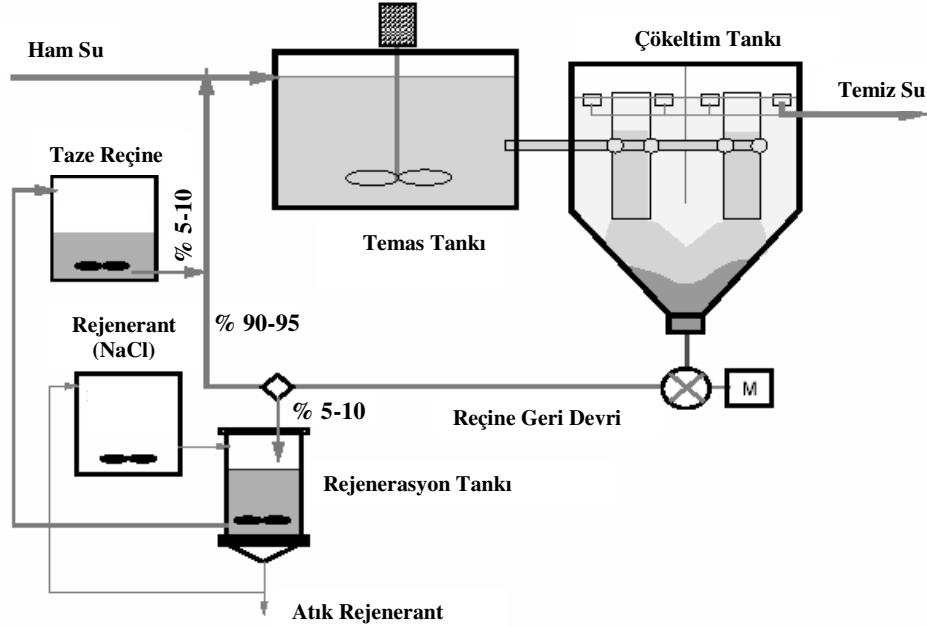 Ham Su
Çökeltim Tankı
Temiz Su
Taze Reçine
% 5-10
Temas Tankı
% 90-95
Rejenerant
(NaCl)
M
% 5-10
Reçine Geri Devri
Rejenerasyon Tankı
Atık Rejenerant